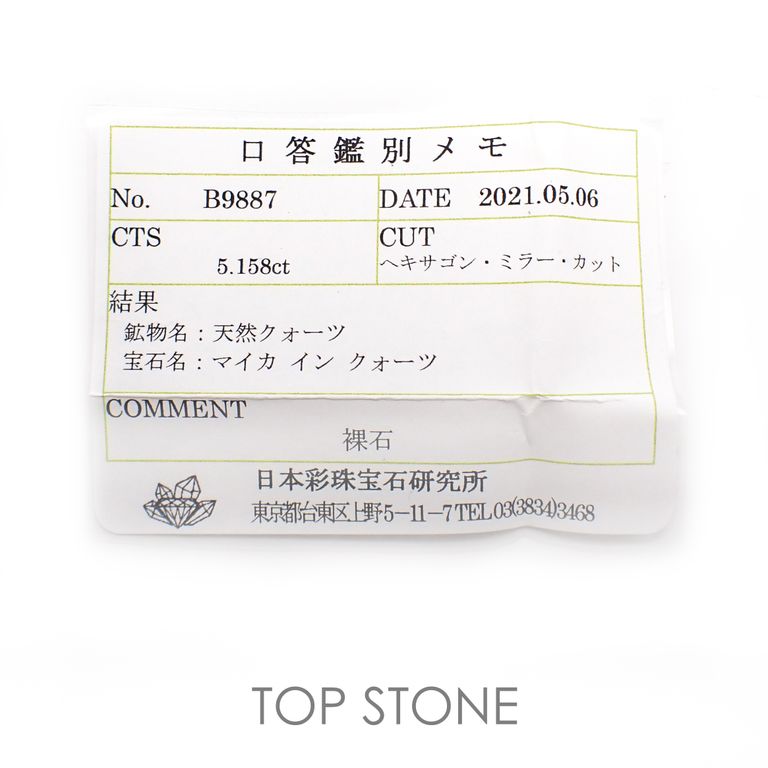 口答鑑別メモ
No. B9887 DATE 2021.05.06
CTS CUT
5.158ct ヘキサゴン・ミラー・カット
結果
鉱物名：天然クォーツ
宝石名：マイカ イン クォーツ
COMMENT
裸石
日本彩珠宝石研究所
東京都台東区上野5－11－7 TEL 03(3834)3468
TOP STONE